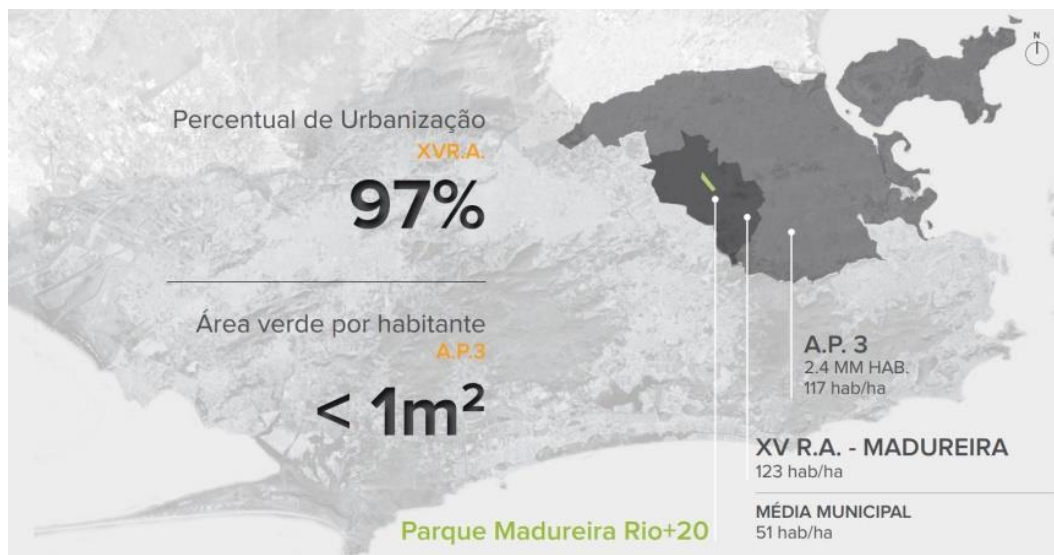 N
Percentual de Urbanização
XVR.A.
97%
Área verde por habitante
A.P.3
< 1m²
A.P. 3
2.4 MM HAB.
117 hab/ha
XV R.A. - MADUREIRA
123 hab/ha
MÉDIA MUNICIPAL
51 hab/ha
Parque Madureira Rio+20